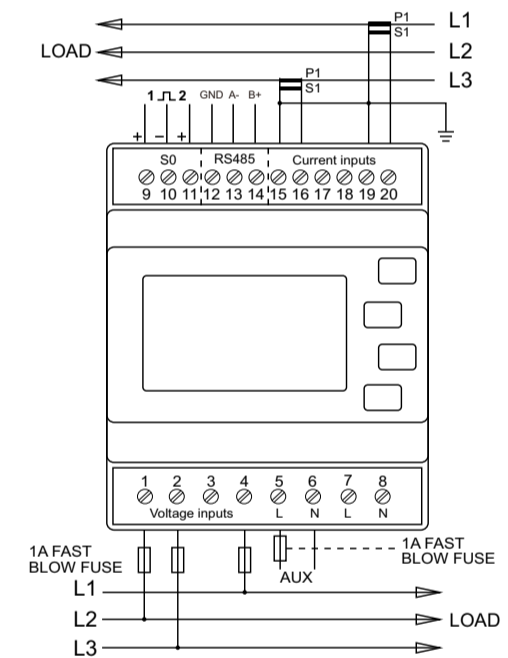 P1 L1
S1
LOAD L2
P1 L3
S1
1 2 GND A- B+
+ - +
S0 RS485 Current inputs
9 10 11 12 13 14 15 16 17 18 19 20
1 2 3 4 5 6 7 8
Voltage inputs L N L N
1A FAST
BLOW FUSE
1A FAST
BLOW FUSE
AUX
L1
L2 LOAD
L3